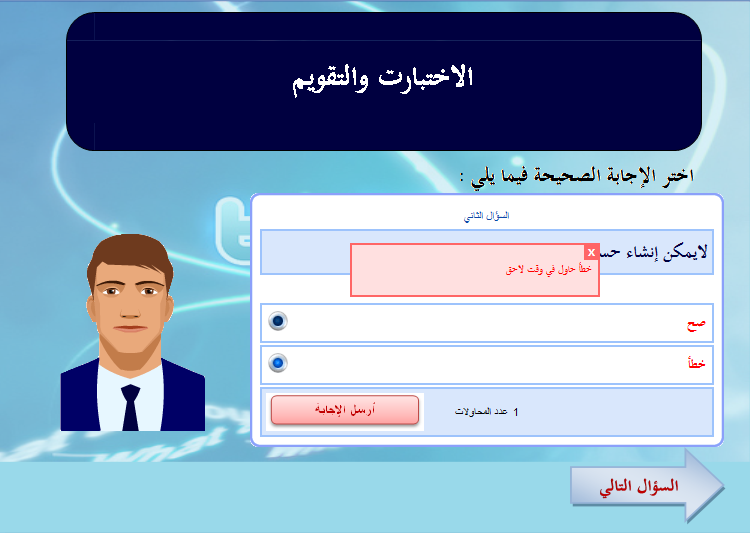 الاختبارت والتقويم
اختر الإجابة الصحيحة فيما يلي :
السؤال الثاني
لايمكن إنشاء
x
خطأ حاول في وقت لاحق
صح
خطأ
عدد المحاولات 1
أرسل الإجابة
السؤال التالي